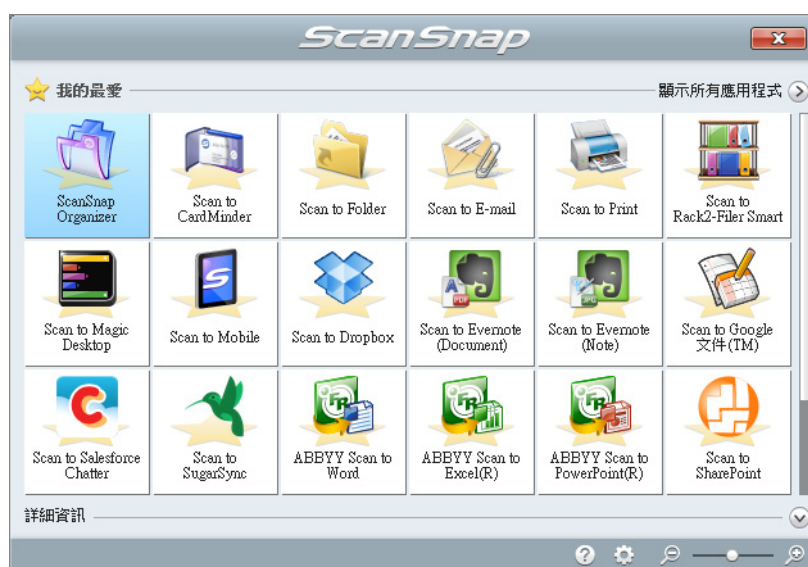 ScanSnap
我的最愛
顯示所有應用程式
ScanSnap
Organizer
Scan to
CardMinder
Scan to Folder
Scan to E-mail
Scan to Print
Scan to
Rack2-Filer Smart
Scan to Magic
Desktop
Scan to Mobile
Scan to Dropbox
Scan to Evernote
(Document)
Scan to Evernote
(Note)
Scan to Google
文件(TM)
Scan to Salesforce
Chatter
Scan to
SugarSync
ABBYY Scan to
Word
ABBYY Scan to
Excel(R)
ABBYY Scan to
PowerPoint(R)
Scan to
SharePoint
詳細資訊